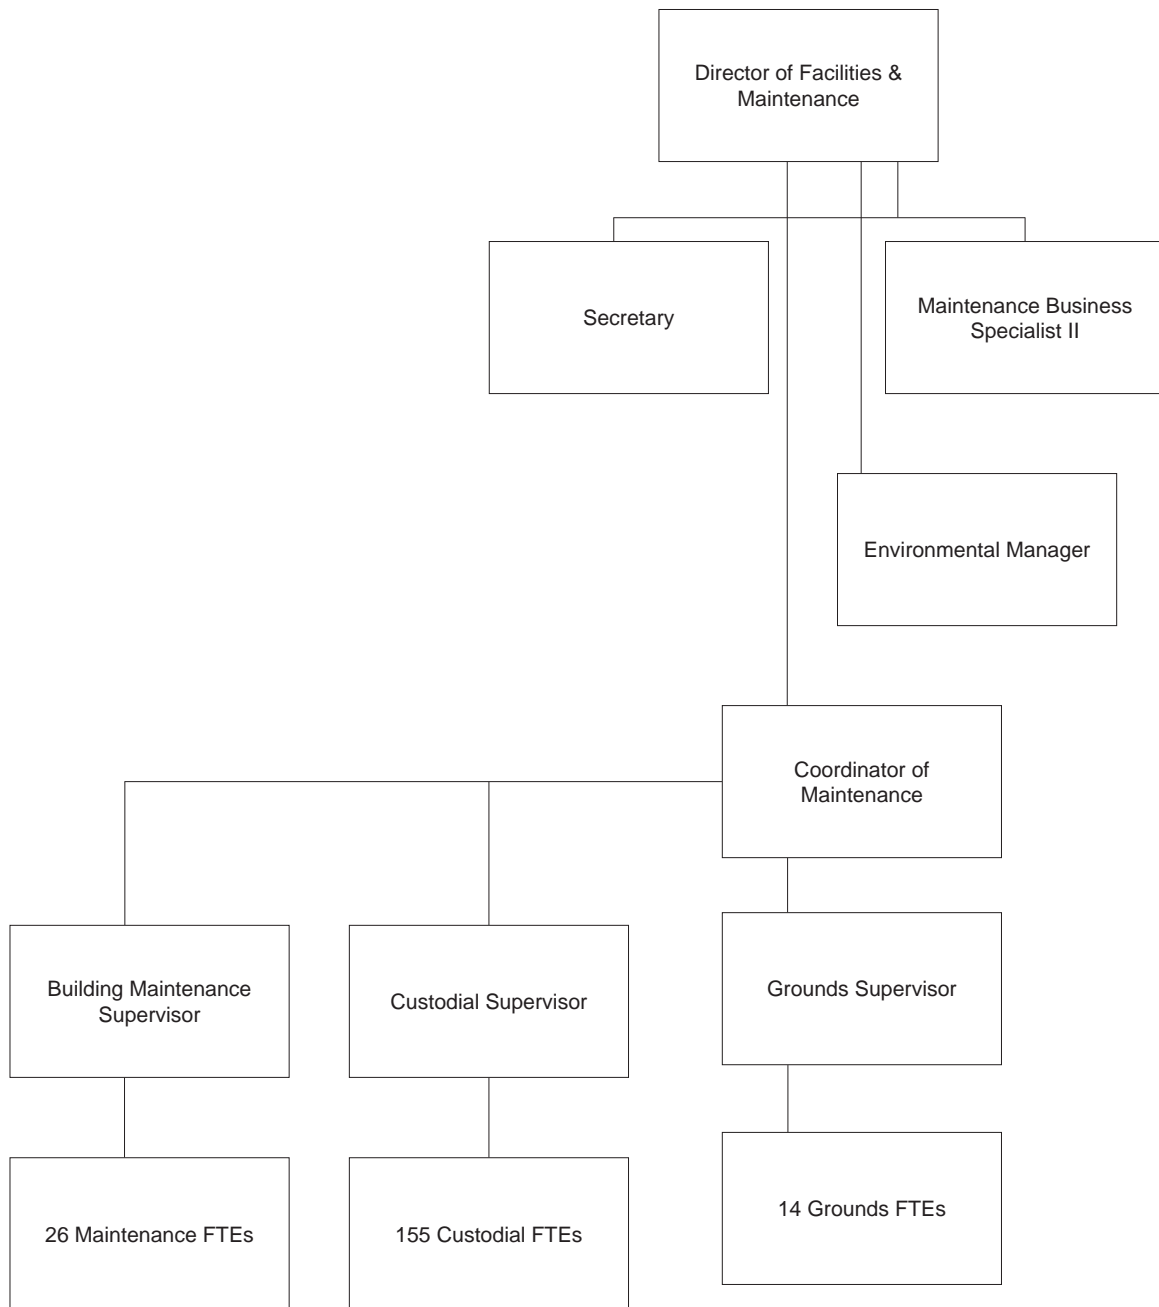 Director of Facilities &
Maintenance
Secretary
Maintenance Business
Specialist II
Environmental Manager
Coordinator of
Maintenance
Building Maintenance
Supervisor
Custodial Supervisor
Grounds Supervisor
26 Maintenance FTEs
155 Custodial FTEs
14 Grounds FTEs